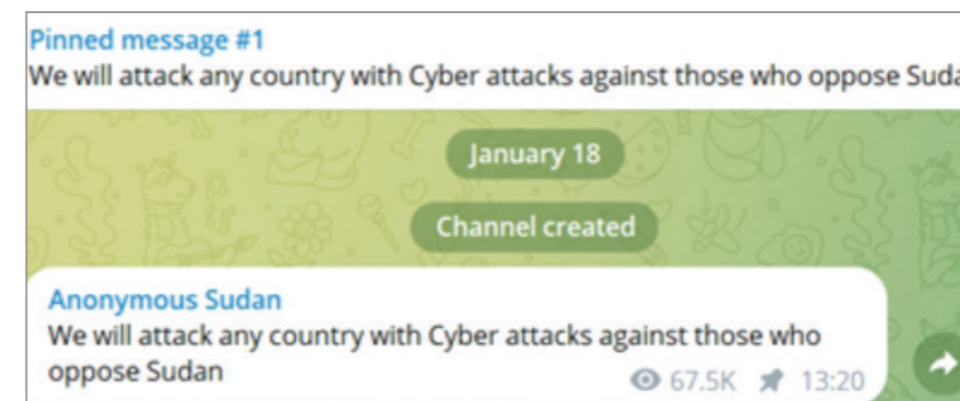 Pinned message #1
We will attack any country with Cyber attacks against those who oppose
January 18
Channel created
Anonymous Sudan
We will attack any country with Cyber attacks against those who
oppose Sudan
67.5K 13:20